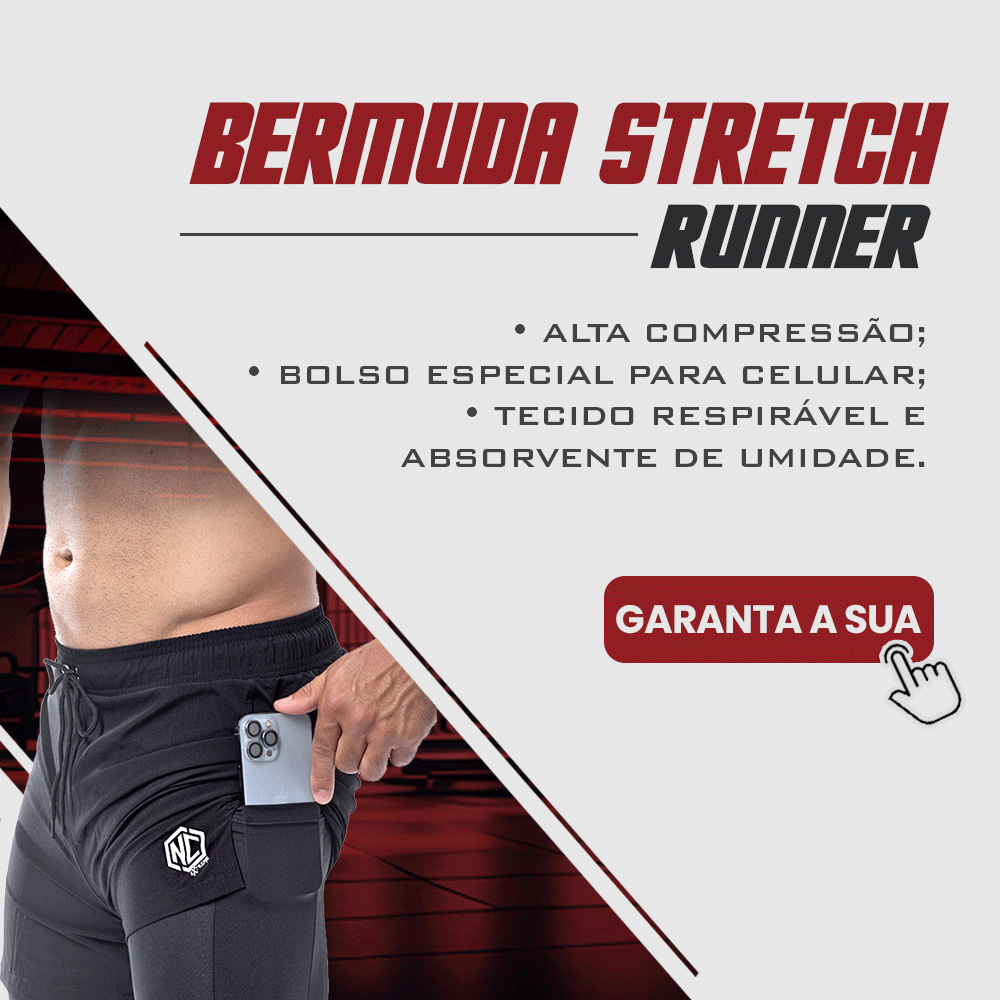 BERMUDA STRETCH
RUNNER
• ALTA COMPRESSÃO;
• BOLSO ESPECIAL PARA CELULAR;
• TECIDO RESPIRÁVEL E
ABSORVENTE DE UMIDADE.
GARANTA A SUA
NC